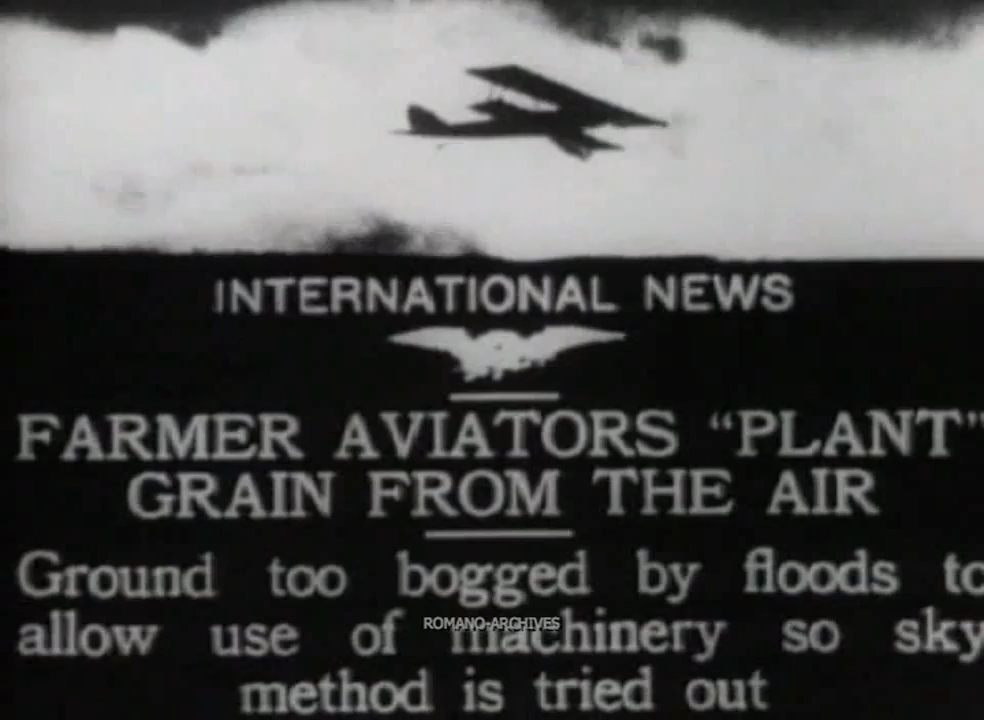 INTERNATIONAL NEWS
FARMER AVIATORS "PLANT"
GRAIN FROM THE AIR
Ground too bogged by floods to
allow use of machinery so sky
ROMANO-ARCHIVES
method is tried out